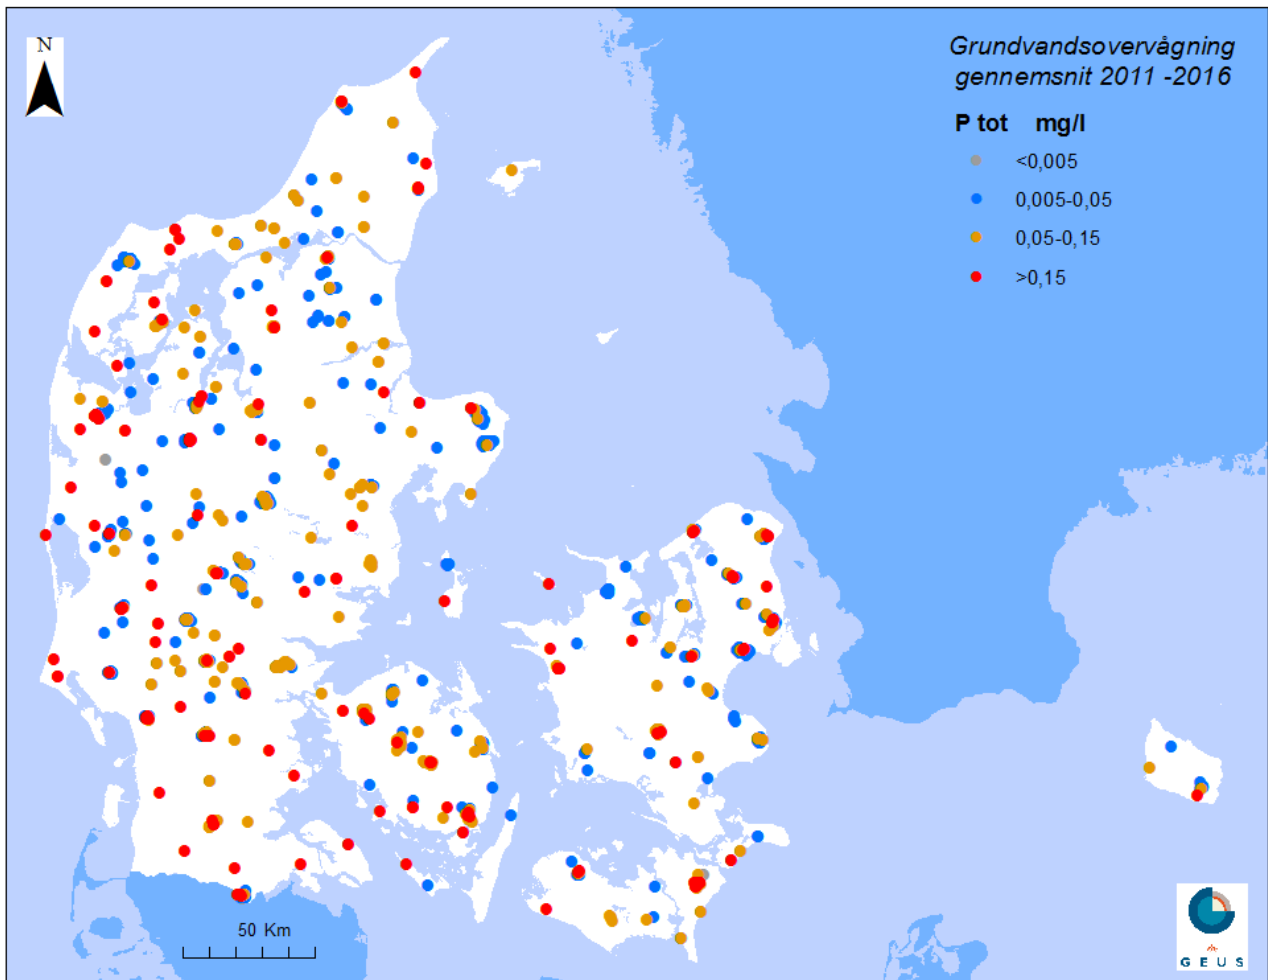 N
Grundvandsovervågning
gennemsnit 2011 -2016
P tot mg/l
<0,005
0,005-0,05
0,05-0,15
>0,15
50 Km
G E U S